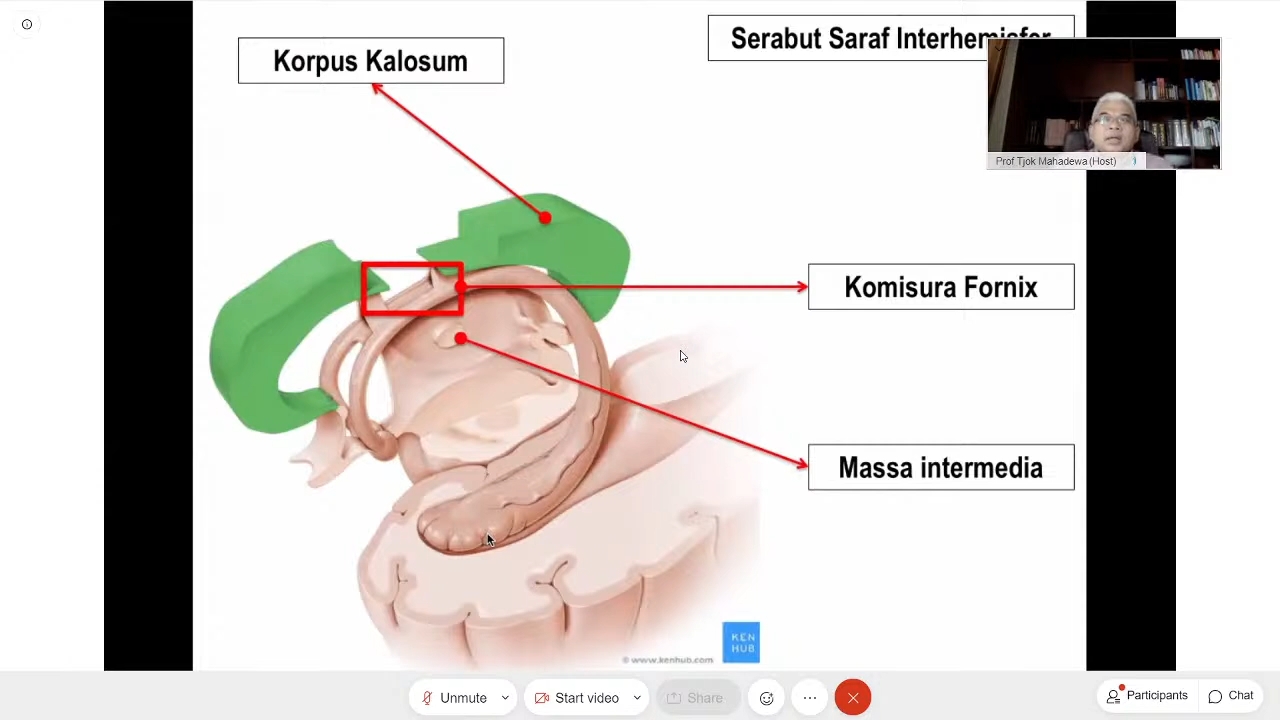 Serabut Saraf Interhemisfer
Korpus Kalosum
Prof Tjok Mahadewa (Host)
Komisura Fornix
Massa intermedia
KEN
HUB
© www.kenhub.com
Unmute
Start video
Share
Participants
Chat